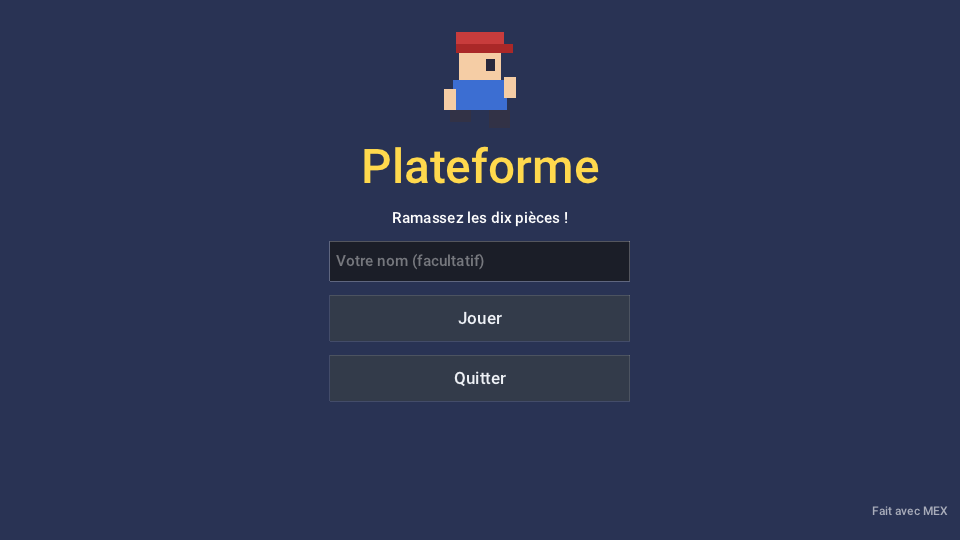 Plateforme
Ramassez les dix pièces !
Votre nom (facultatif)
Jouer
Quitter
Fait avec MEX